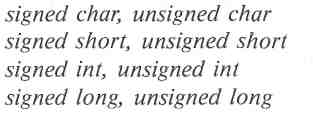 signed char, unsigned char
signed short, unsigned short
signed int, unsigned int
signed long, unsigned long